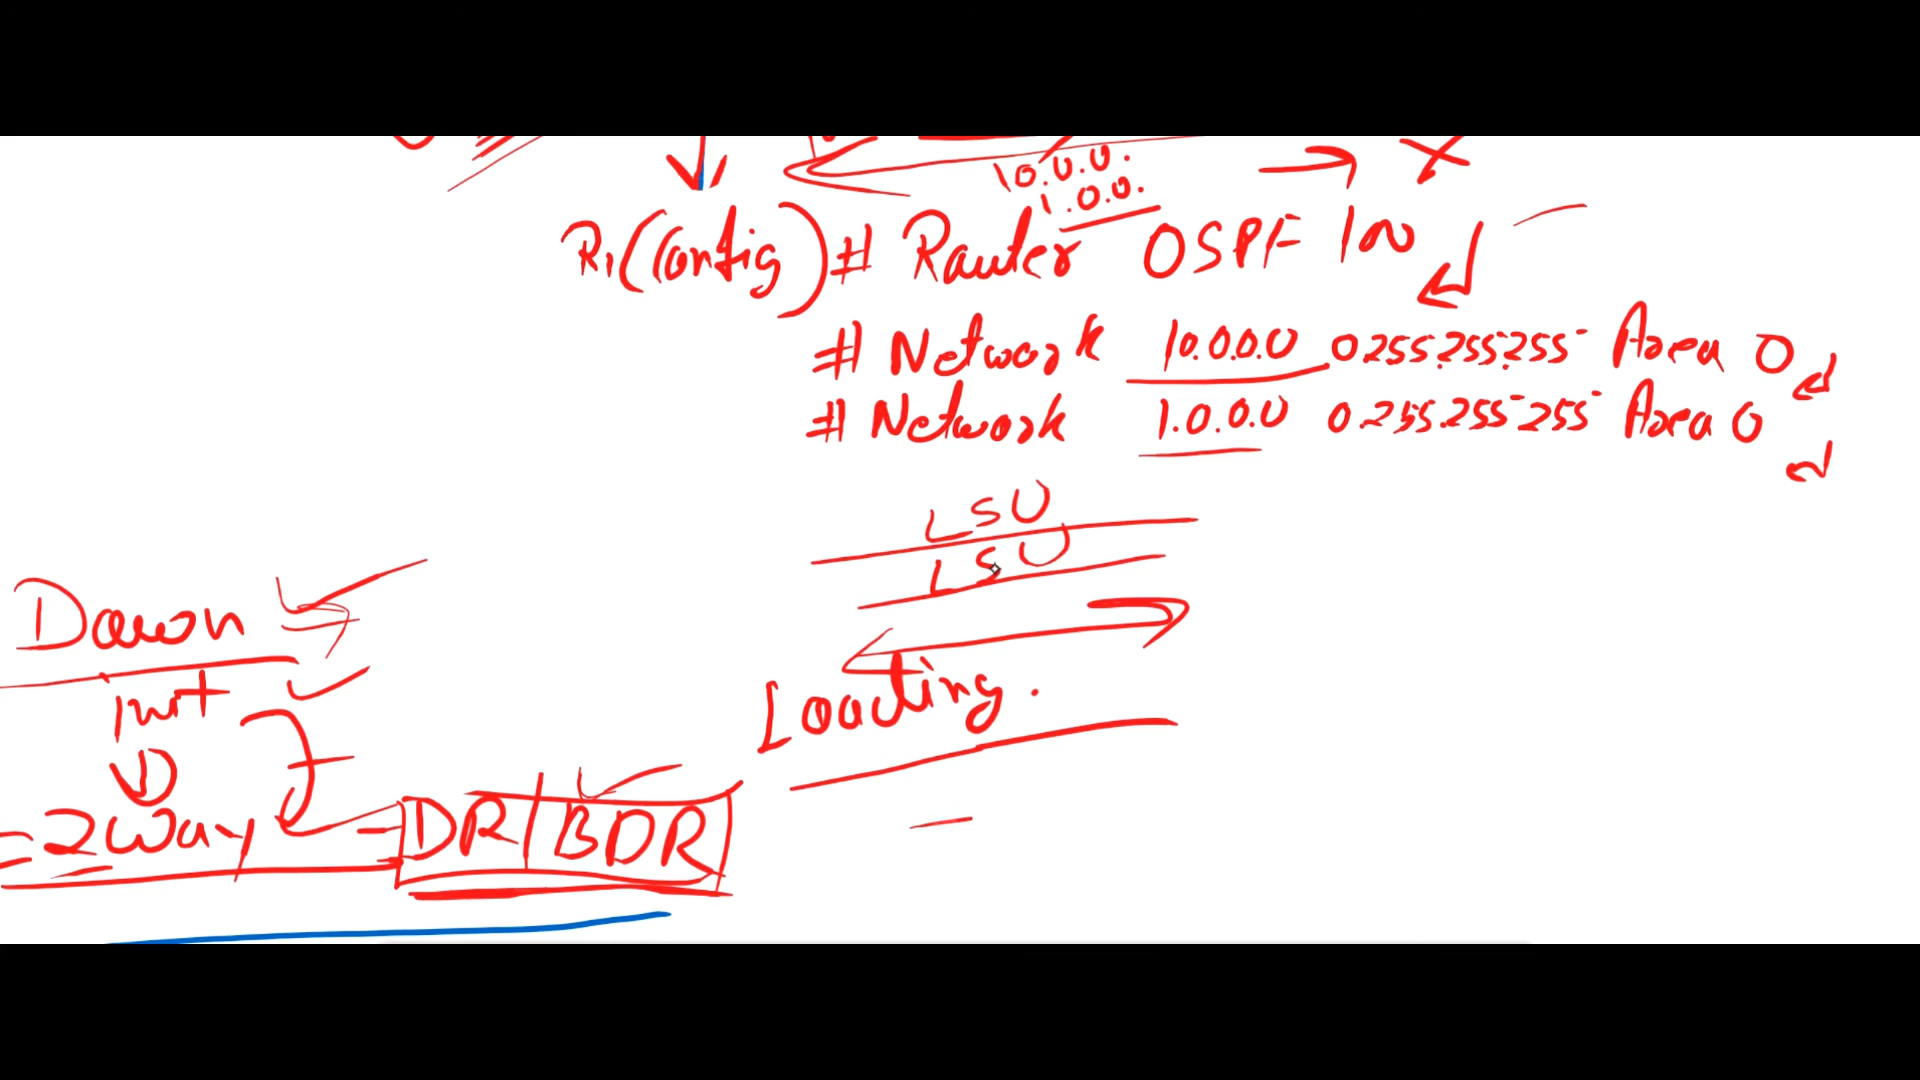 10.0.0.
1.0.0.
R1(Config)# Router OSPF 100
# Network 10.0.0.0 0.255.255.255 Area 0
# Network 1.0.0.0 0.255.255.255 Area 0
LSU
LSU
Down
init
Loading.
=2Way - DR/BDR